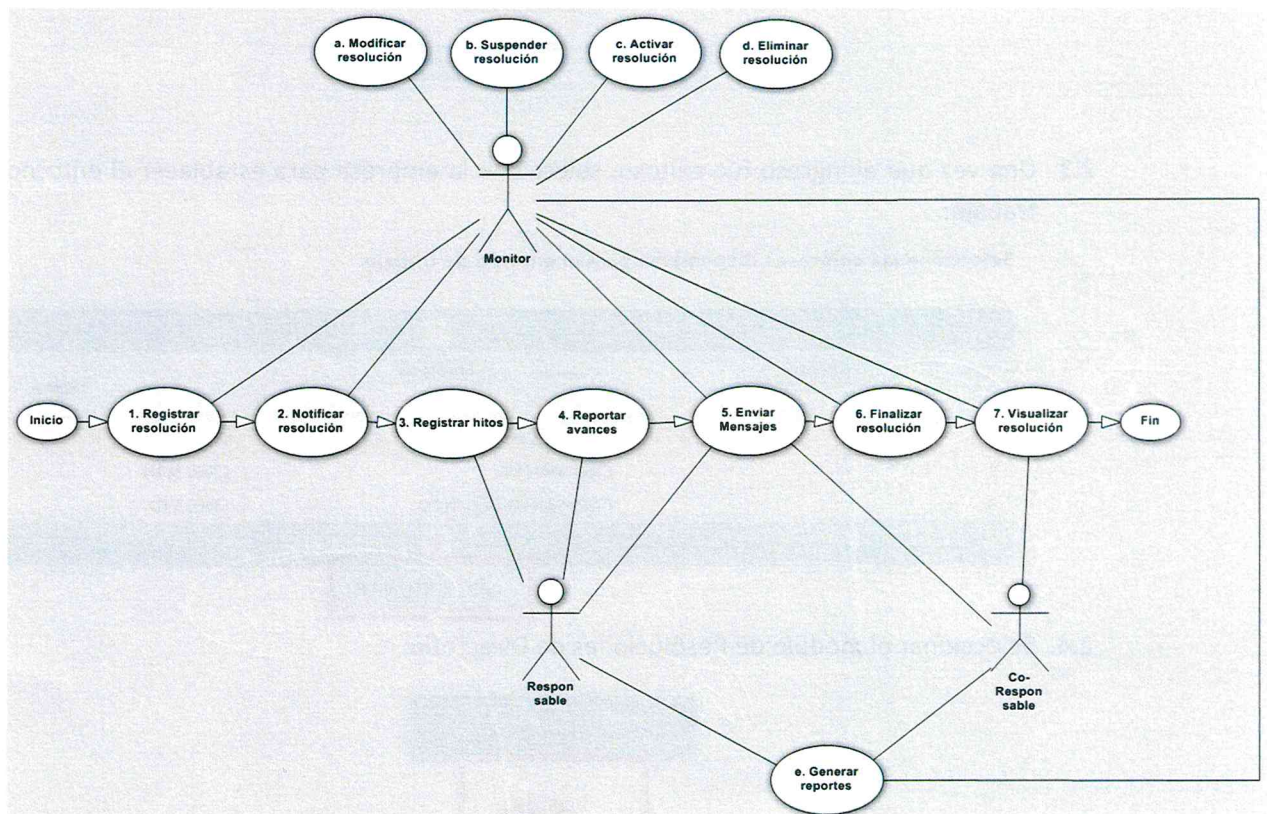 a. Modificar
resolución
b. Suspender
resolución
c. Activar
resolución
d. Eliminar
resolución
Monitor
Inicio
1. Registrar
resolución
2. Notificar
resolución
3. Registrar hitos
4. Reportar
avances
5. Enviar
Mensajes
6. Finalizar
resolución
7. Visualizar
resolución
Fin
Respon
sable
Co-
Respon
sable
e. Generar
reportes